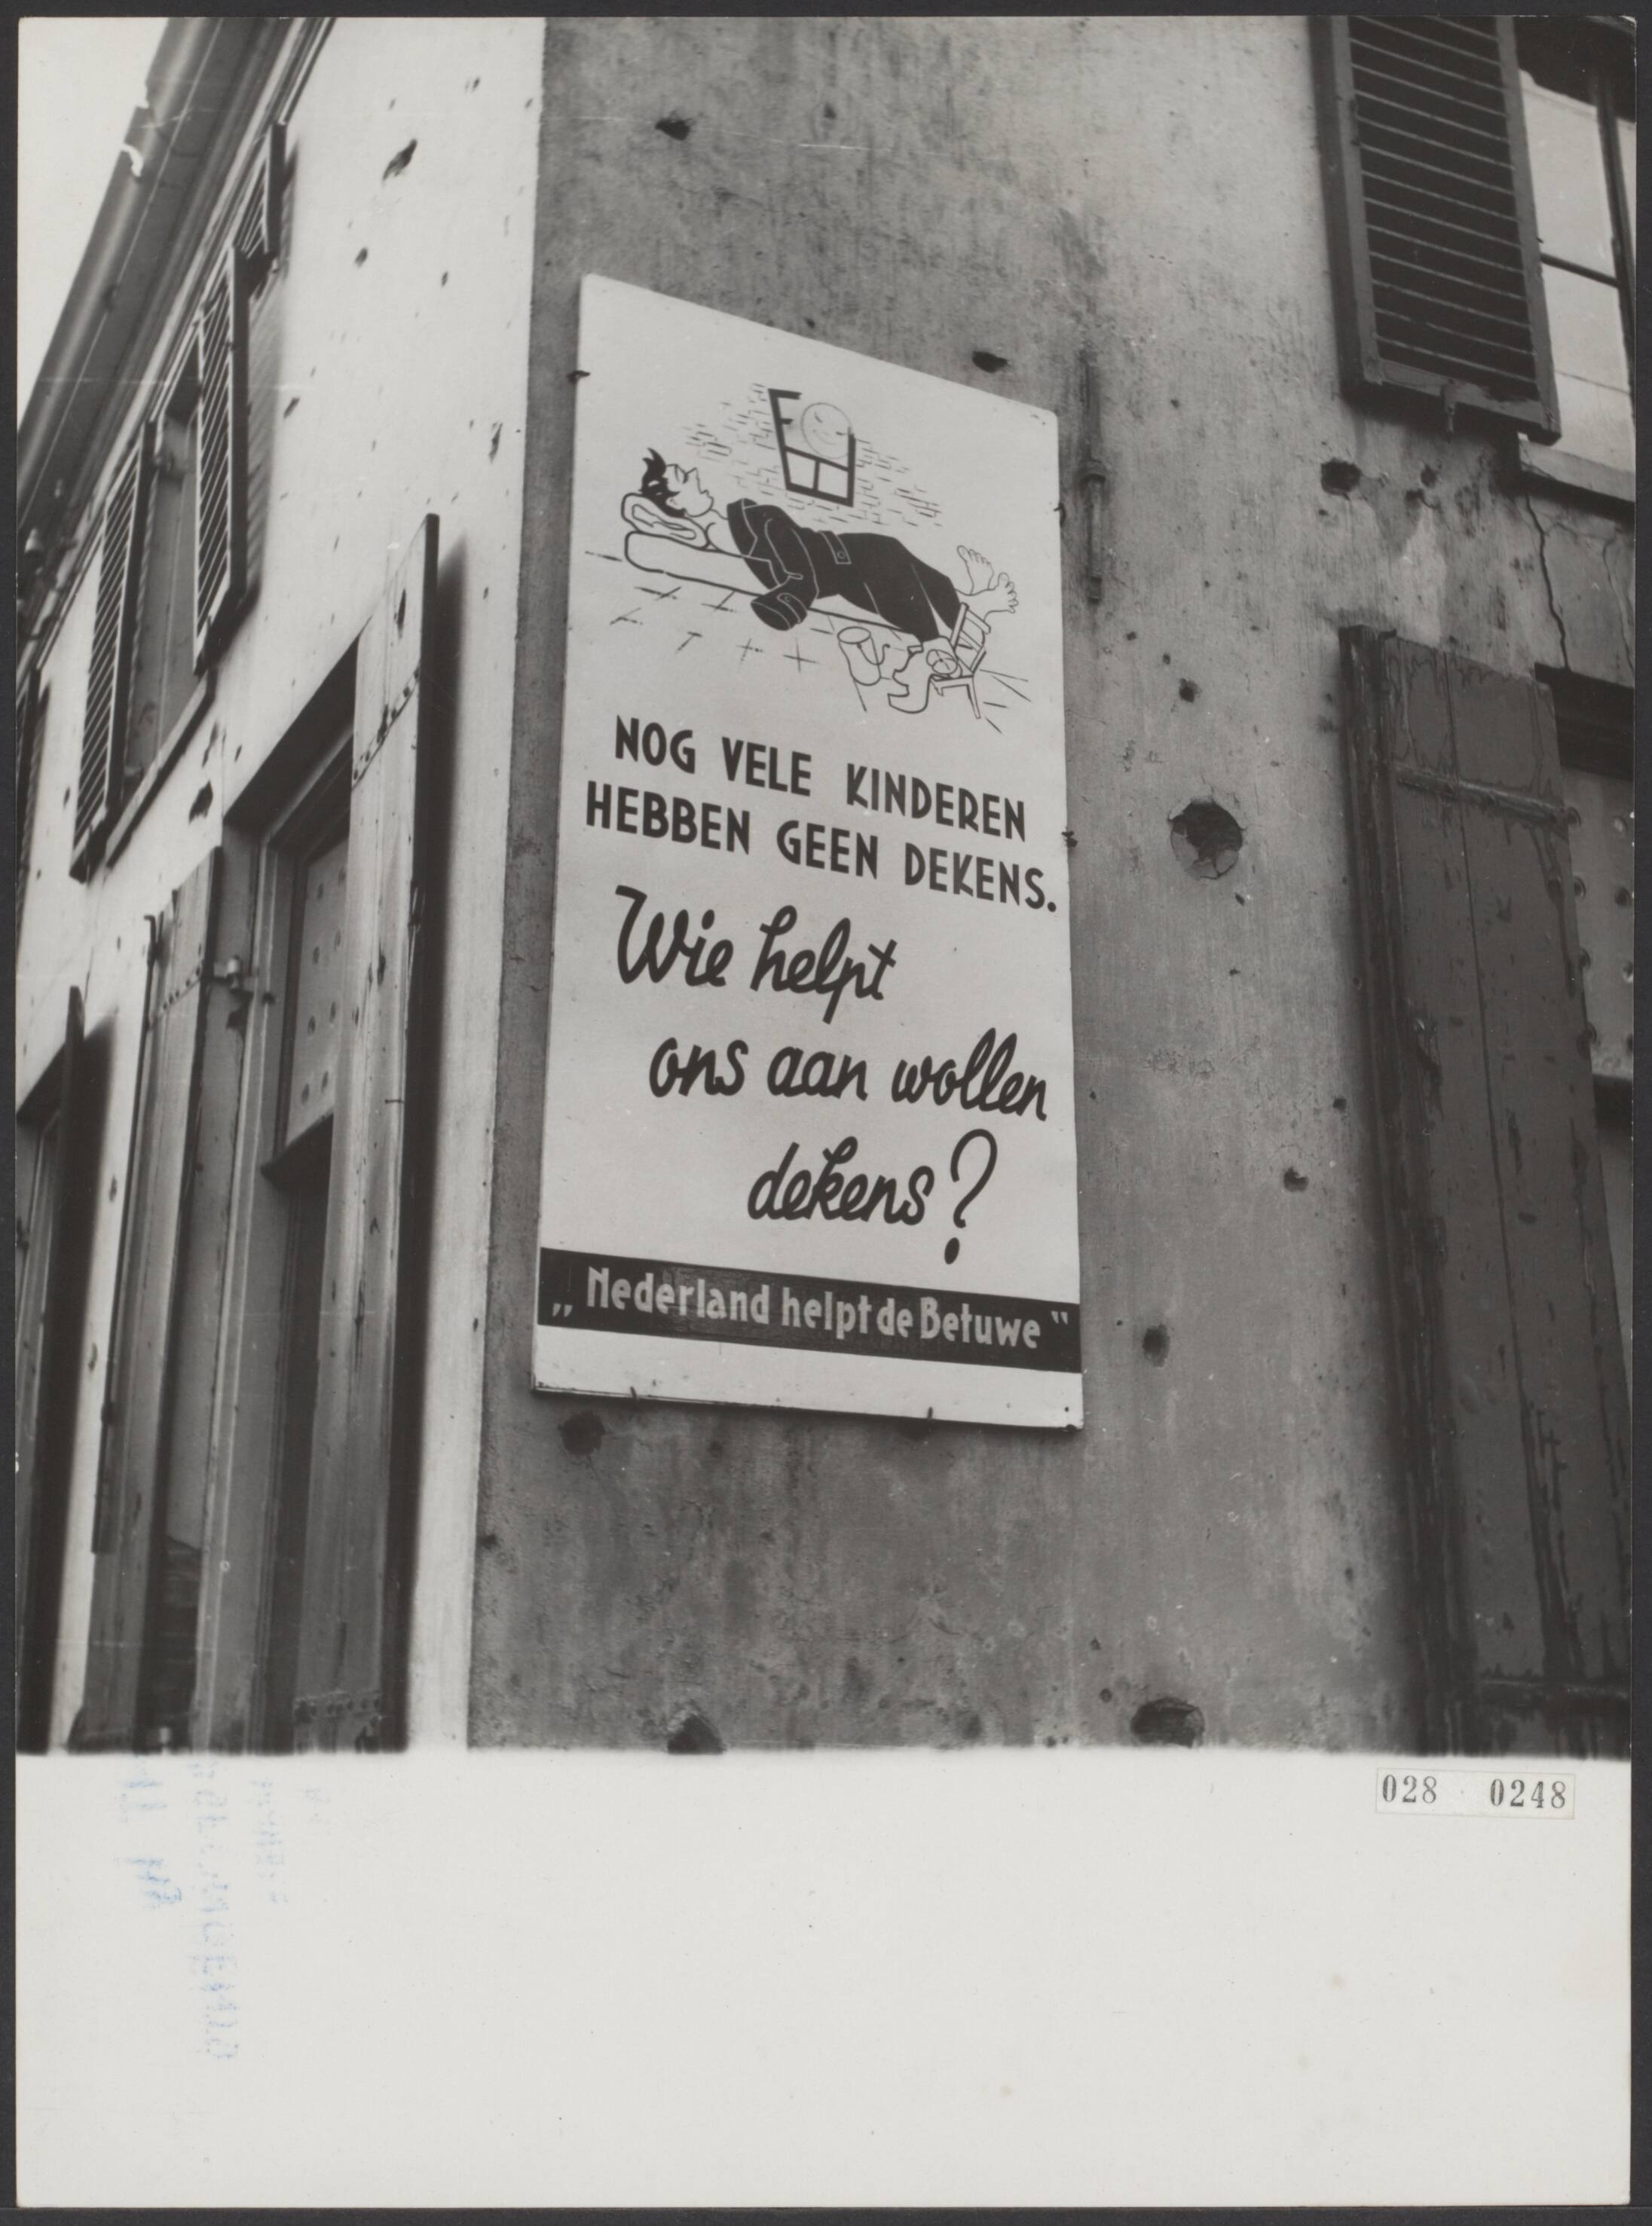 NOG VELE KINDEREN
HEBBEN GEEN DEKENS.
Wie helpt
ons aan wollen
dekens?
„Nederland helpt de Betuwe“
028 0248